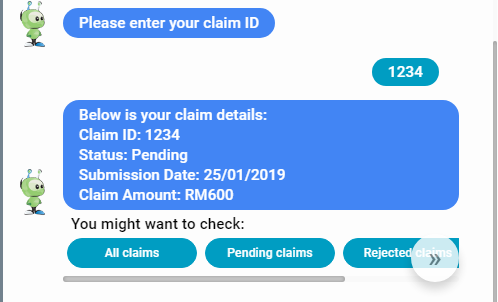 Please enter your claim ID
1234
Below is your claim details:
Claim ID: 1234
Status: Pending
Submission Date: 25/01/2019
Claim Amount: RM600
You might want to check:
All claims
Pending claims
Rejected claims
»